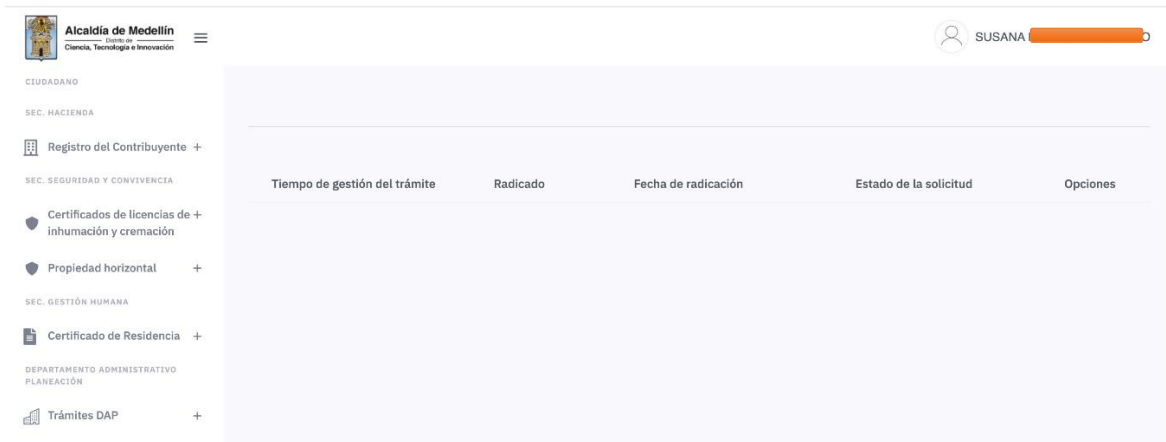 Alcaldía de Medellín
Distrito de
Ciencia, Tecnología e Innovación
SUSANA
O
CIUDADANO
SEC. HACIENDA
Registro del Contribuyente +
SEC. SEGURIDAD Y CONVIVENCIA
Certificados de licencias de +
inhumación y cremación
Propiedad horizontal +
SEC. GESTIÓN HUMANA
Certificado de Residencia +
DEPARTAMENTO ADMINISTRATIVO
PLANEACIÓN
Trámites DAP +
Tiempo de gestión del trámite Radicado Fecha de radicación Estado de la solicitud Opciones